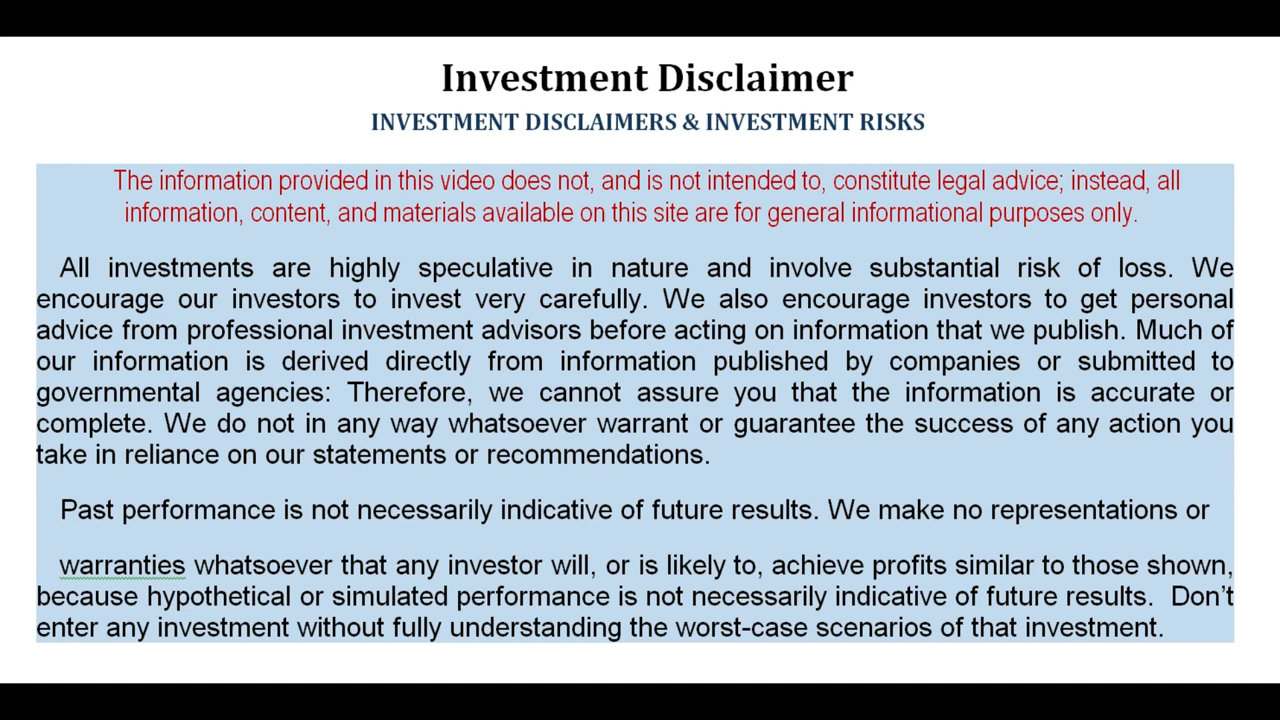 Investment Disclaimer
INVESTMENT DISCLAIMERS & INVESTMENT RISKS
The information provided in this video does not, and is not intended to, constitute legal advice; instead, all
information, content, and materials available on this site are for general informational purposes only.
All investments are highly speculative in nature and involve substantial risk of loss. We
encourage our investors to invest very carefully. We also encourage investors to get personal
advice from professional investment advisors before acting on information that we publish. Much of
our information is derived directly from information published by companies or submitted to
governmental agencies: Therefore, we cannot assure you that the information is accurate or
complete. We do not in any way whatsoever warrant or guarantee the success of any action you
take in reliance on our statements or recommendations.
Past performance is not necessarily indicative of future results. We make no representations or
warranties whatsoever that any investor will, or is likely to, achieve profits similar to those shown,
because hypothetical or simulated performance is not necessarily indicative of future results. Don’t
enter any investment without fully understanding the worst-case scenarios of that investment.